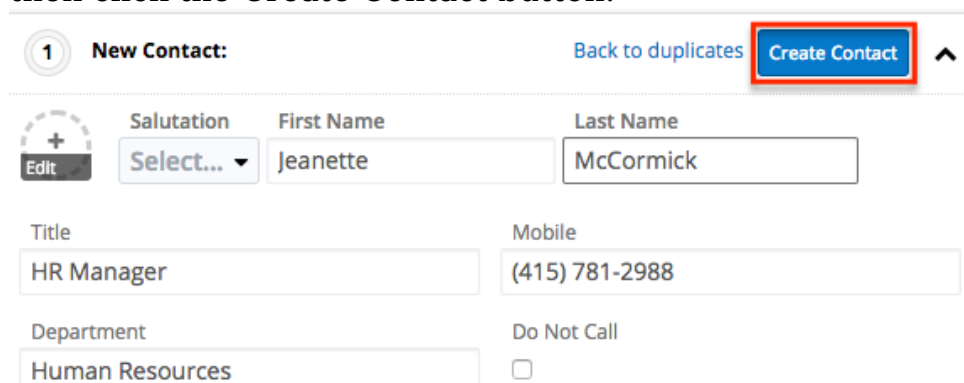 then click the Create Contact button.
1 New Contact: Back to duplicates Create Contact
Salutation First Name Last Name
+
Edit Select... Jeanette McCormick
Title Mobile
HR Manager (415) 781-2988
Department Do Not Call
Human Resources